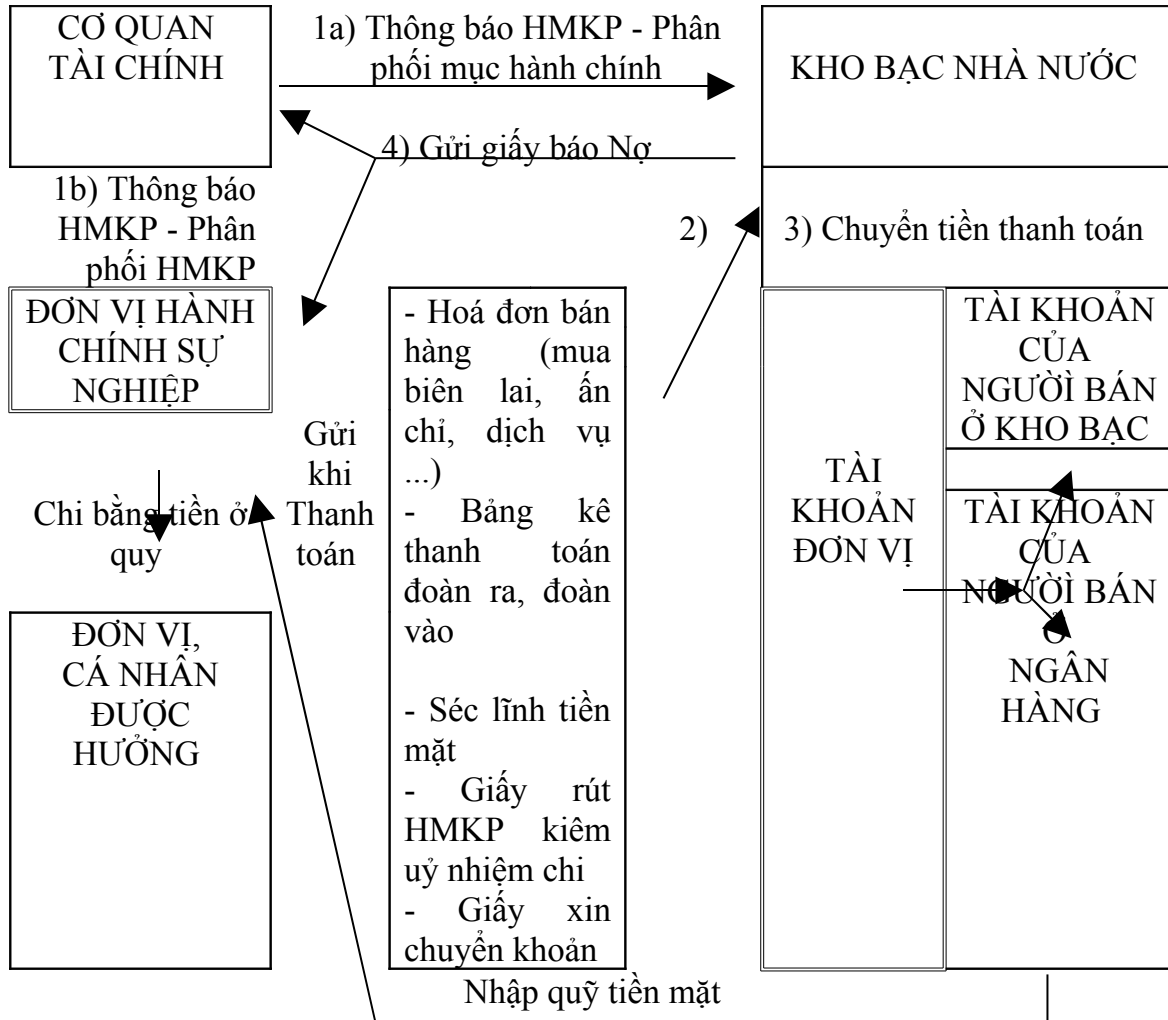 CƠ QUAN
TÀI CHÍNH
1a) Thông báo HMKP - Phân
phối mục hành chính
KHO BẠC NHÀ NƯỚC
4) Gửi giấy báo Nợ
1b) Thông báo
HMKP - Phân
phối HMKP
2)
3) Chuyển tiền thanh toán
ĐƠN VỊ HÀNH
CHÍNH SỰ
NGHIỆP
Gửi
khi
Thanh
toán
- Hoá đơn bán
hàng (mua
biên lai, ấn
chỉ, dịch vụ
...)
- Bảng kê
thanh toán
đoàn ra, đoàn
vào
- Séc lĩnh tiền
mặt
- Giấy rút
HMKP kiêm
uỷ nhiệm chi
- Giấy xin
chuyển khoản
TÀI
KHOẢN
ĐƠN VỊ
TÀI KHOẢN
CỦA
NGƯỜÌ BÁN
Ở KHO BẠC
TÀI KHOẢN
CỦA
NGƯỜÌ BÁN
Ở
NGÂN
HÀNG
Chi bằng tiền ở
quy
ĐƠN VỊ,
CÁ NHÂN
ĐƯỢC
HƯỞNG
Nhập quỹ tiền mặt